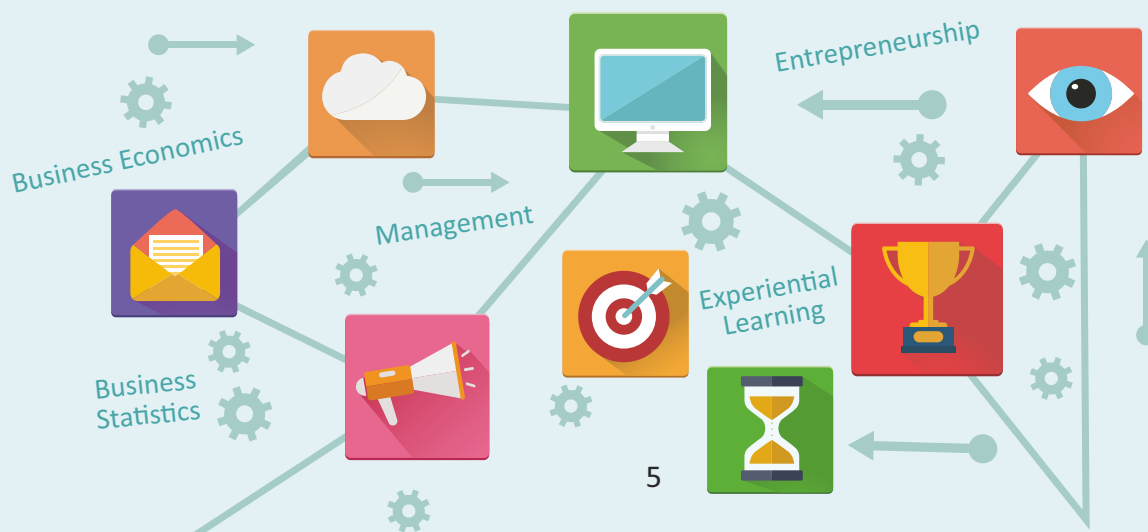 Entrepreneurship
Business Economics
Management
Experiential
Learning
Business
Statistics
5